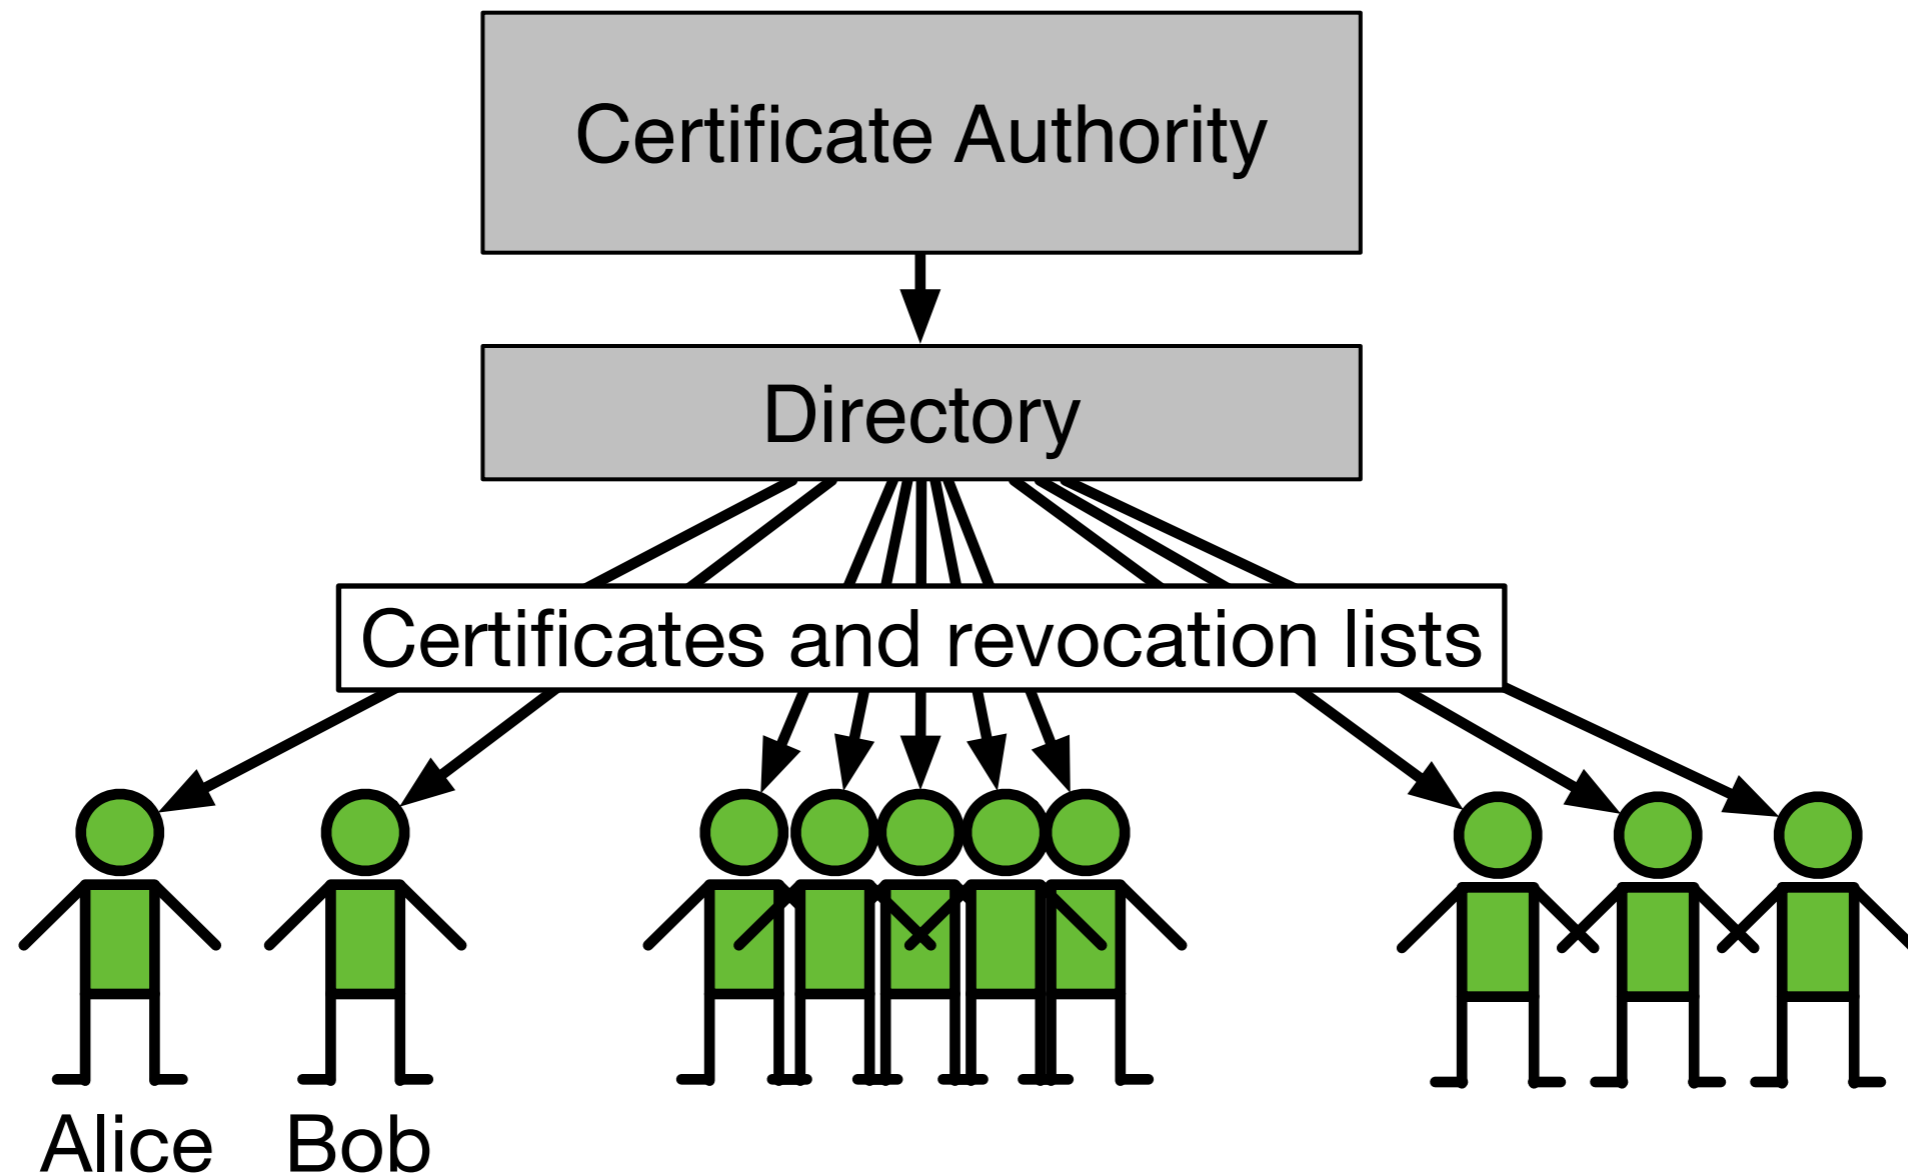 Certificate Authority
Directory
Certificates and revocation lists
Alice
Bob